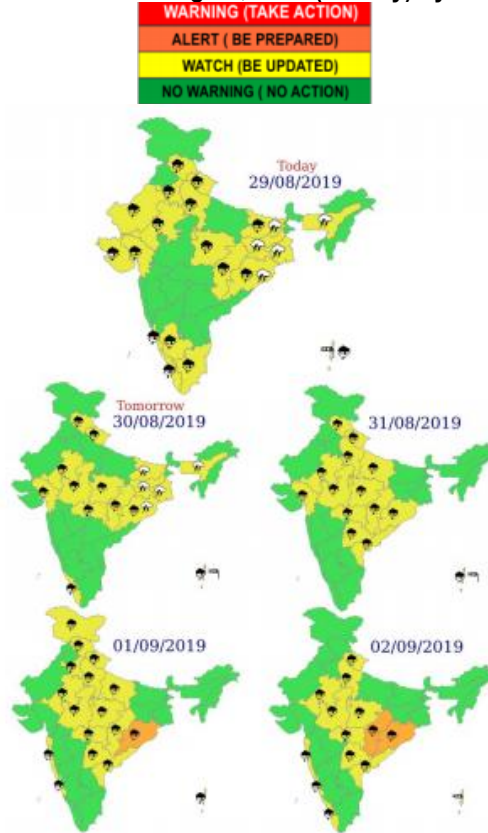 WARNING (TAKE ACTION)
ALERT ( BE PREPARED)
WATCH (BE UPDATED)
NO WARNING ( NO ACTION)
Today
29/08/2019
Tomorrow
30/08/2019
31/08/2019
01/09/2019
02/09/2019